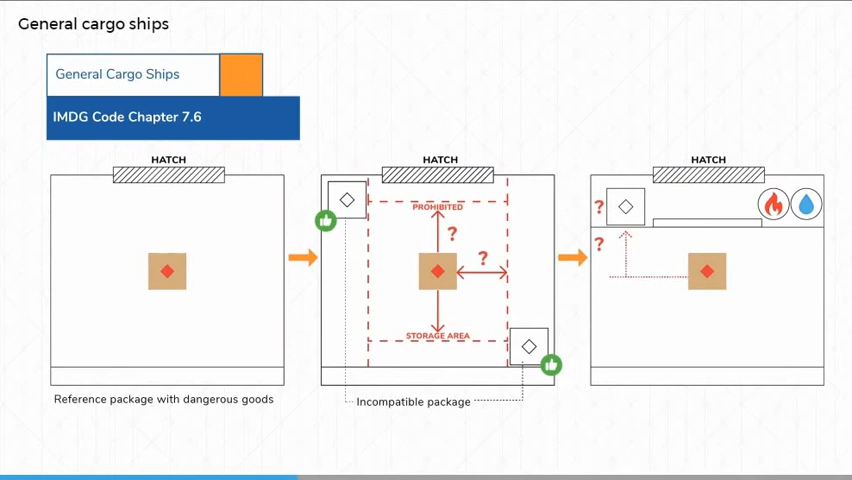 General cargo ships
General Cargo Ships
IMDG Code Chapter 7.6
HATCH
HATCH
HATCH
PROHIBITED
?
?
STORAGE AREA
?
?
Reference package with dangerous goods
Incompatible package